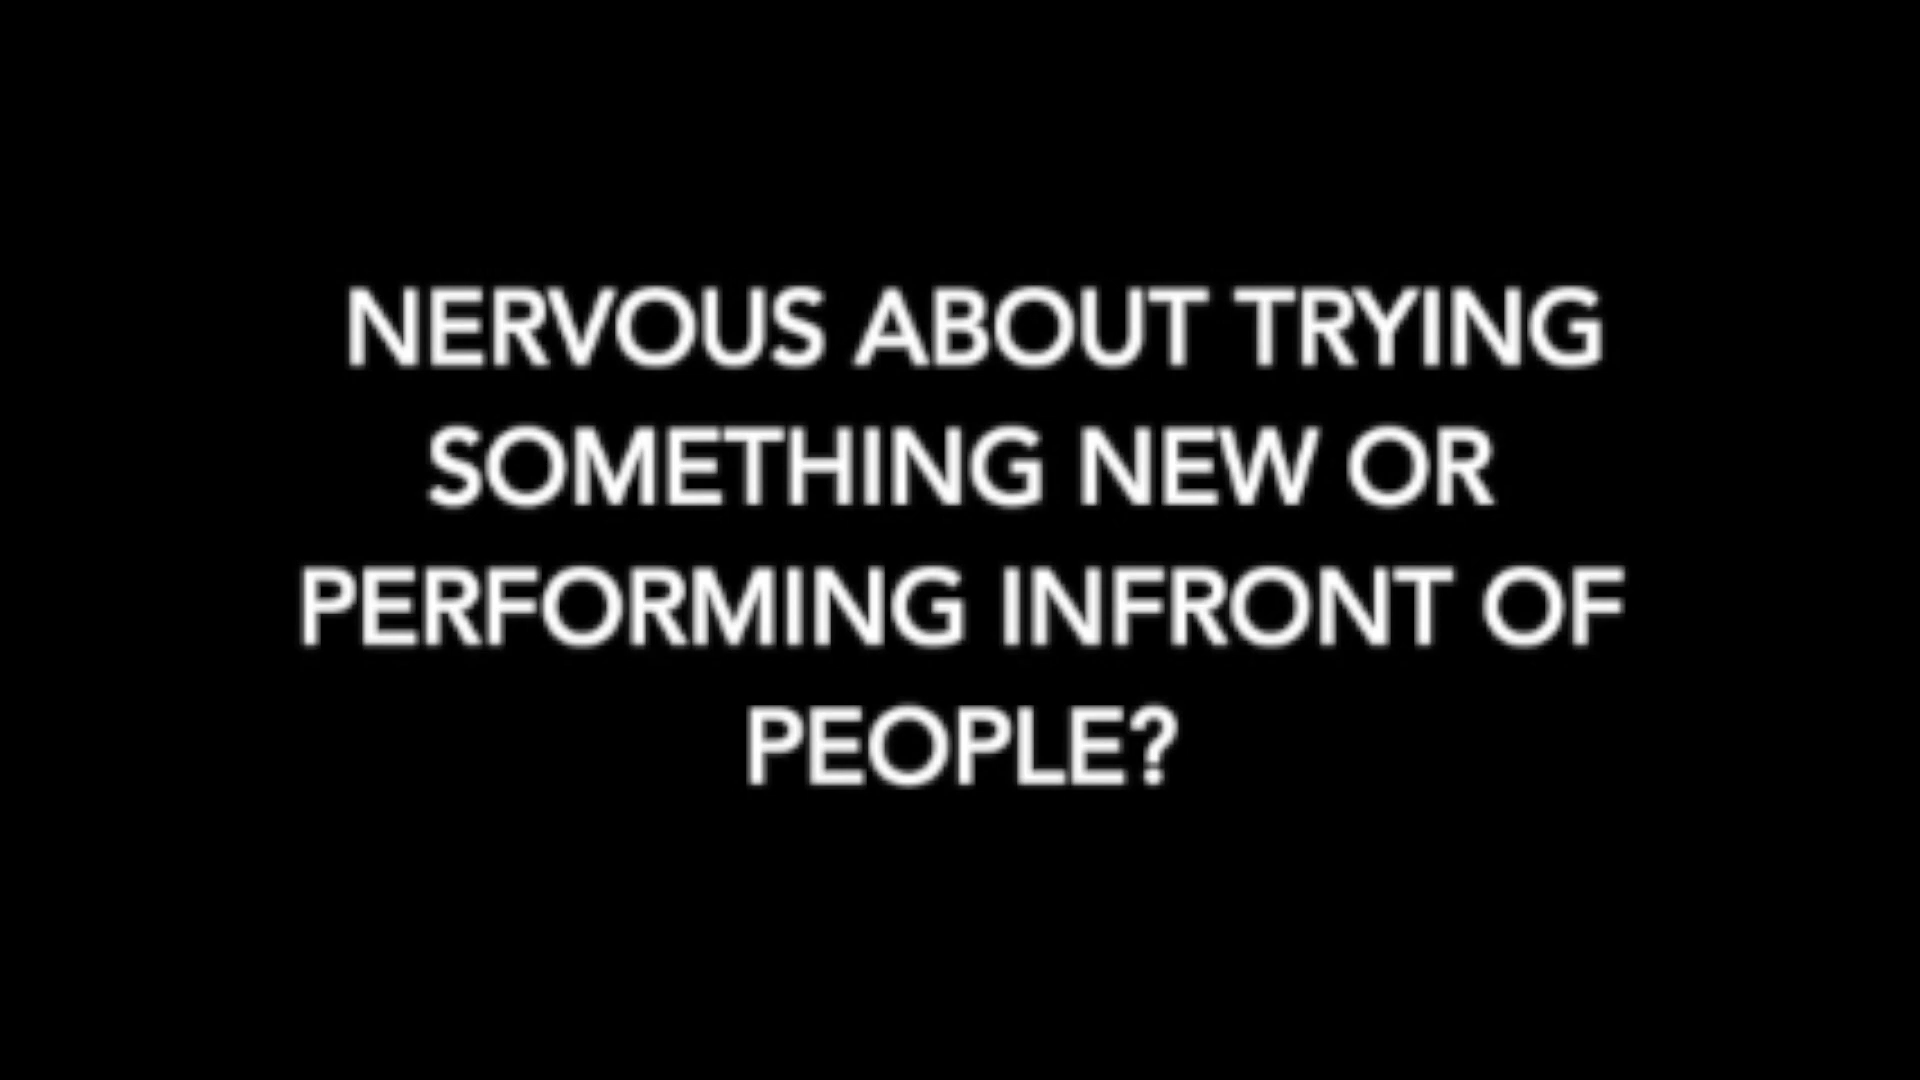 NERVOUS ABOUT TRYING
SOMETHING NEW OR
PERFORMING INFRONT OF
PEOPLE?